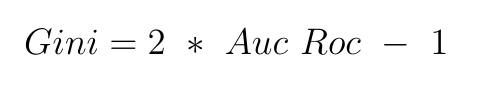 Gini = 2 * Auc Roc − 1